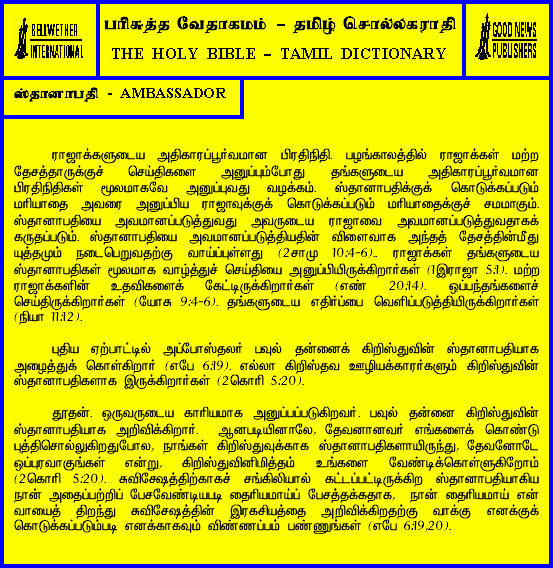 BELLWETHER
INTERNATIONAL
பரிசுத்த வேதாகமம் – தமிழ் சொல்லகராதி
THE HOLY BIBLE – TAMIL DICTIONARY
GOOD NEWS
PUBLISHERS
ஸ்தானாபதி - AMBASSADOR
ராஜாக்களுடைய அதிகாரப்பூர்வமான பிரதிநிதி. பழங்காலத்தில் ராஜாக்கள் மற்ற
தேசத்தாருக்குச் செய்திகளை அனுப்பும்போது தங்களுடைய அதிகாரப்பூர்வமான
பிரதிநிதிகள் மூலமாகவே அனுப்புவது வழக்கம். ஸ்தானாபதிக்குக் கொடுக்கப்படும்
மரியாதை அவரை அனுப்பிய ராஜாவுக்குக் கொடுக்கப்படும் மரியாதைக்குச் சமமாகும்.
ஸ்தானாபதியை அவமானப்படுத்துவது அவருடைய ராஜாவை அவமானப்படுத்துவதாகக்
கருதப்படும். ஸ்தானாபதியை அவமானப்படுத்தியதின் விளைவாக அந்தத் தேசத்தின்மீது
யுத்தமும் நடைபெறுவதற்கு வாய்ப்புள்ளது (2சாமு 10:4-6).. ராஜாக்கள் தங்களுடைய
ஸ்தானாபதிகள் மூலமாக வாழ்த்துச் செய்தியை அனுப்பியிருக்கிறார்கள் (1இராஜா 5:1). மற்ற
ராஜாக்களின் உதவிகளைக் கேட்டிருக்கிறார்கள் (எண் 20:14). ஒப்பந்தங்களைச்
செய்திருக்கிறார்கள் (யோசு 9:4-6). தங்களுடைய எதிர்ப்பை வெளிப்படுத்தியிருக்கிறார்கள்
(நியா 11:12).
புதிய ஏற்பாட்டில் அப்போஸ்தலர் பவுல் தன்னைக் கிறிஸ்துவின் ஸ்தானாபதியாக
அழைத்துக் கொள்கிறார் (எபே 6:19). எல்லா கிறிஸ்தவ ஊழியக்காரர்களும் கிறிஸ்துவின்
ஸ்தானாபதிகளாக இருக்கிறார்கள் (2கொரி 5:20).
தூதன். ஒருவருடைய காரியமாக அனுப்பப்படுகிறவர். பவுல் தன்னை கிறிஸ்துவின்
ஸ்தானாபதியாக அறிவிக்கிறார். ஆனபடியினாலே, தேவனானவர் எங்களைக் கொண்டு
புத்திசொல்லுகிறதுபோல, நாங்கள் கிறிஸ்துவுக்காக ஸ்தானாபதிகளாயிருந்து, தேவனோடே
ஒப்புரவாகுங்கள் என்று, கிறிஸ்துவினிமித்தம் உங்களை வேண்டிக்கொள்ளுகிறோம்
(2கொரி 5:20). சுவிசேஷத்திற்காகச் சங்கிலியால் கட்டப்பட்டிருக்கிற ஸ்தானாபதியாகிய
நான் அதைப்பற்றிப் பேசவேண்டியபடி தைரியமாய்ப் பேசத்தக்கதாக, நான் தைரியமாய் என்
வாயைத் திறந்து சுவிசேஷத்தின் இரகசியத்தை அறிவிக்கிறதற்கு வாக்கு எனக்குக்
கொடுக்கப்படும்படி எனக்காகவும் விண்ணப்பம் பண்ணுங்கள் (எபே 6:19,20).